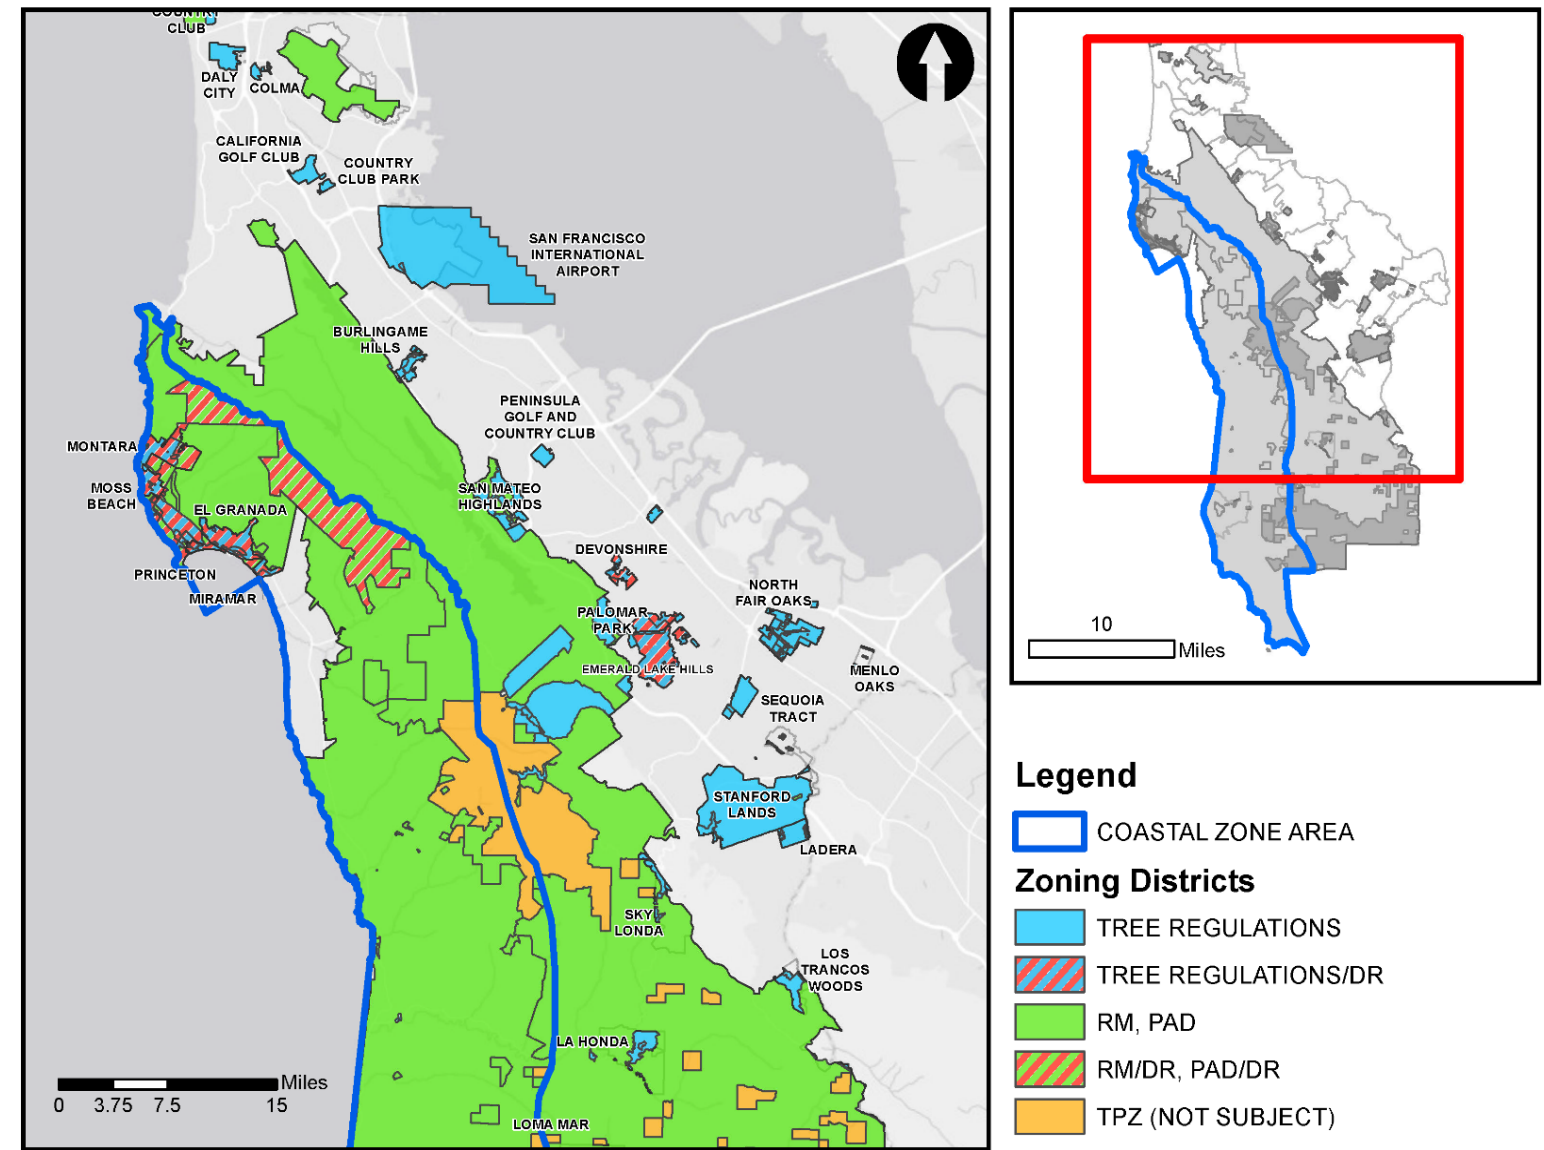 COUNTRY
CLUB
DALY
CITY
COLMA
CALIFORNIA
GOLF CLUB
COUNTRY
CLUB PARK
SAN FRANCISCO
INTERNATIONAL
AIRPORT
BURLINGAME
HILLS
PENINSULA
GOLF AND
COUNTRY CLUB
MONTARA
MOSS
BEACH
SAN MATEO
HIGHLANDS
EL GRANADA
DEVONSHIRE
PRINCETON
MIRAMAR
NORTH
FAIR OAKS
PALOMAR
PARK
EMERALD LAKE HILLS
MENLO
OAKS
SEQUOIA
TRACT
STANFORD
LANDS
LADERA
SKY
LONDA
LOS
TRANCOS
WOODS
LA HONDA
LOMA MAR
Miles
0 3.75 7.5 15
10
Miles
Legend
COASTAL ZONE AREA
Zoning Districts
TREE REGULATIONS
TREE REGULATIONS/DR
RM, PAD
RM/DR, PAD/DR
TPZ (NOT SUBJECT)